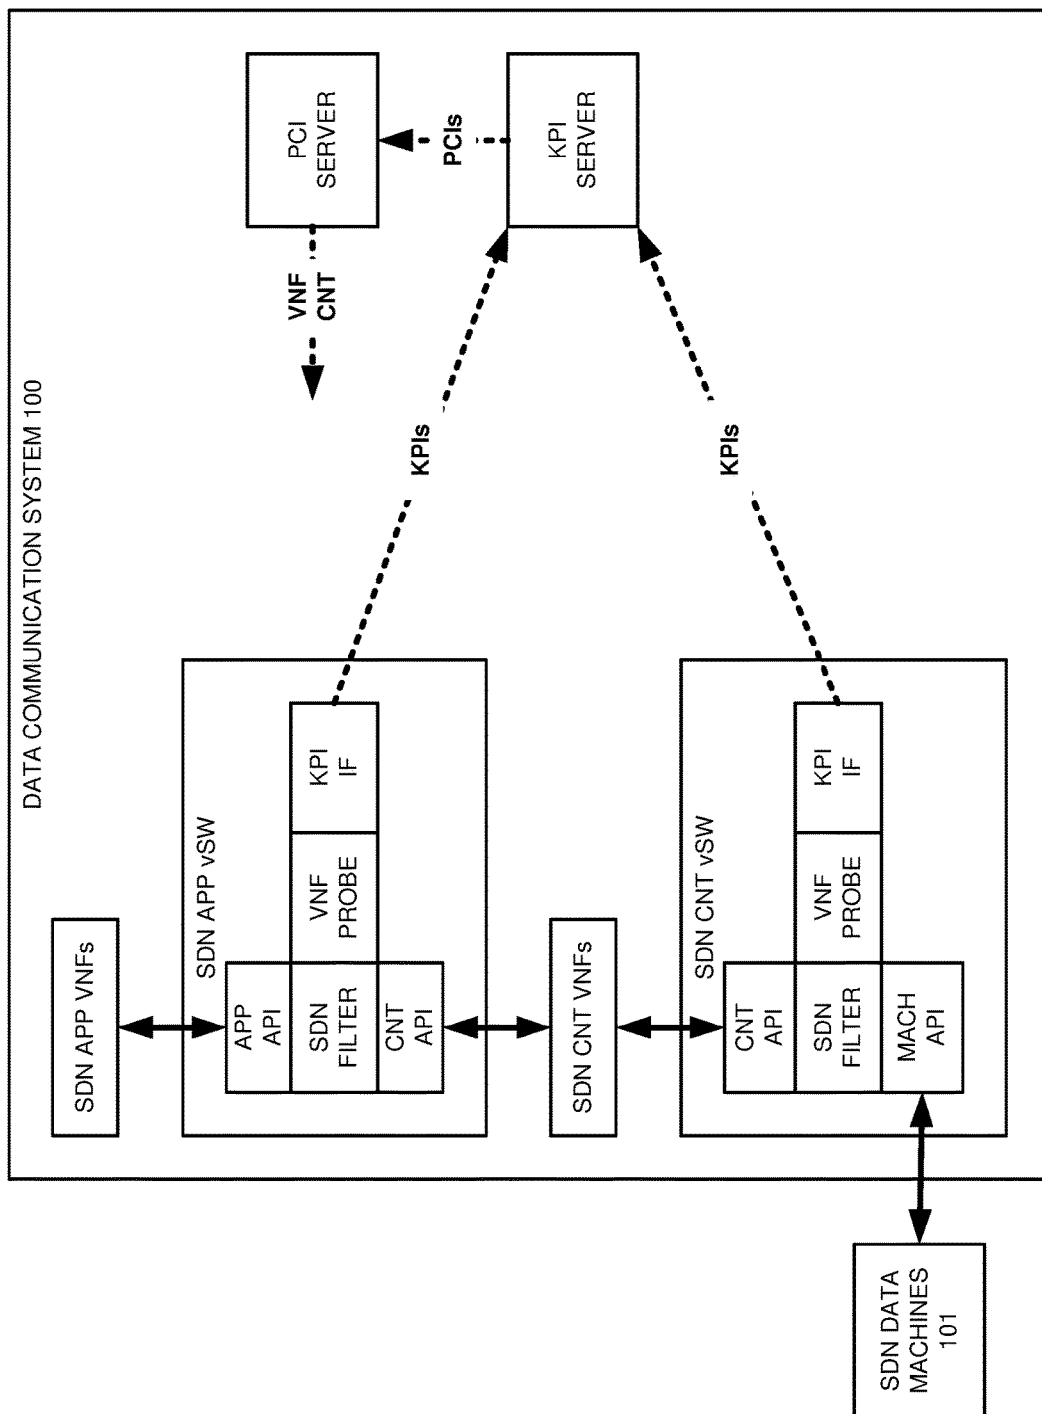 DATA COMMUNICATION SYSTEM 100
SDN APP VNFs
SDN APP vSW
APP
API
SDN
FILTER
CNT
API
VNF
PROBE
KPI
IF
KPIs
VNF
CNT
PCI
SERVER
PCIs
KPI
SERVER
SDN CNT VNFs
SDN CNT vSW
CNT
API
SDN
FILTER
MACH
API
VNF
PROBE
KPI
IF
KPIs
SDN DATA
MACHINES
101